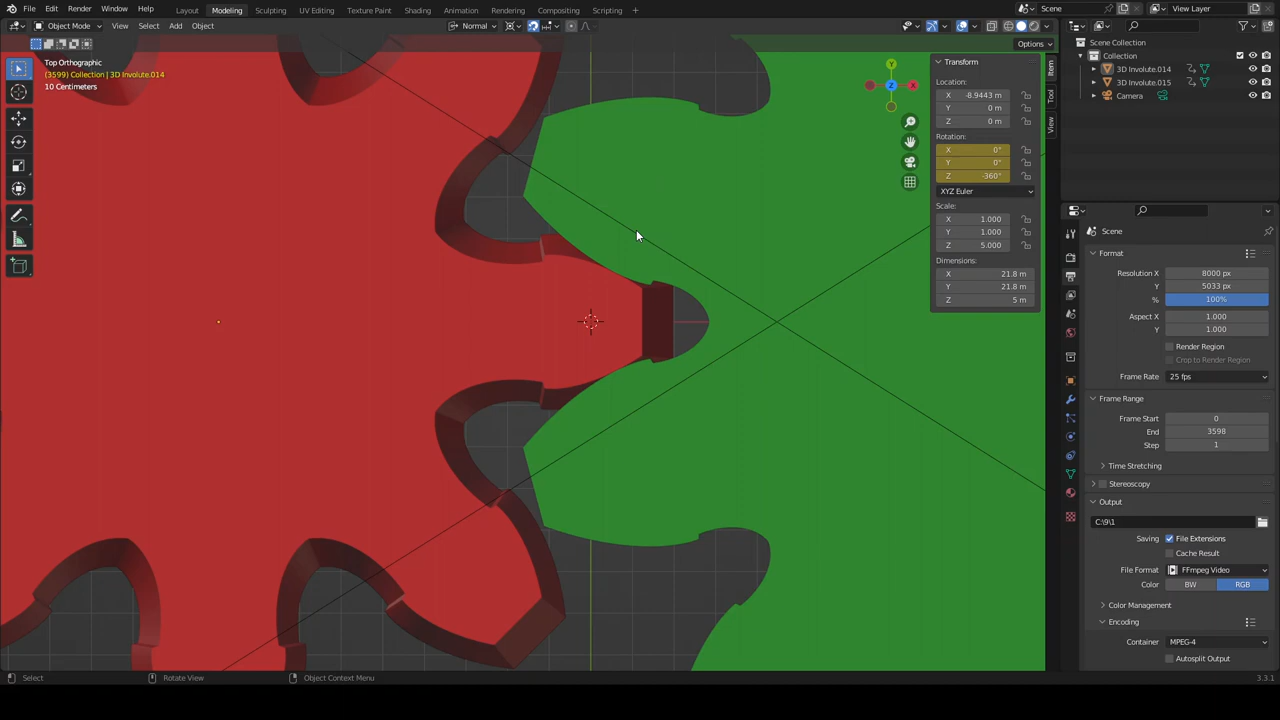 File Edit Render Window Help Layout Modeling Sculpting UV Editing Texture Paint Shading Animation Rendering Compositing Scripting + Scene View Layer
Object Mode View Select Add Object Normal
Options
Top Orthographic
(3599) Collection | 3D Involute.014
10 Centimeters
Transform
Location:
X -8.9443 m
Y 0 m
Z 0 m
Rotation:
X 0°
Y 0°
Z -360°
XYZ Euler
Scale:
X 1.000
Y 1.000
Z 5.000
Dimensions:
X 21.8 m
Y 21.8 m
Z 5 m
Item
Tool
View
Y
Z
X
Scene Collection
Collection
3D Involute.014
3D Involute.015
Camera
Scene
Format
Resolution X 8000 px
Y 5033 px
% 100%
Aspect X 1.000
Y 1.000
Render Region
Crop to Render Region
Frame Rate 25 fps
Frame Range
Frame Start 0
End 3598
Step 1
Time Stretching
Stereoscopy
Output
C:\9\1
Saving File Extensions
Cache Result
File Format FFmpeg Video
Color BW RGB
Color Management
Encoding
Container MPEG-4
Autosplit Output
Select Rotate View Object Context Menu 3.3.1